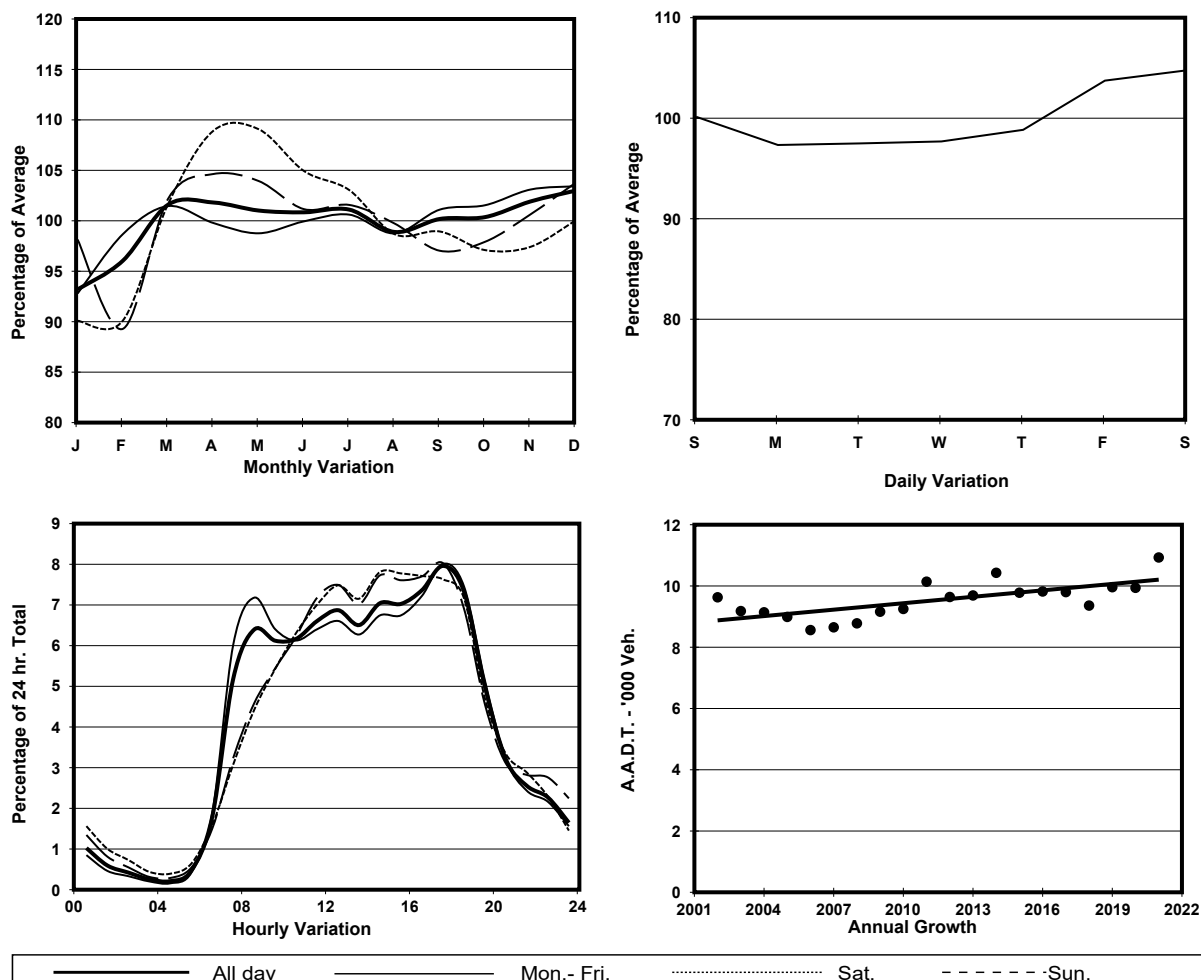 120
115
110
105
100
95
90
85
80
Percentage of Average
J F M A M J J A S O N D
Monthly Variation
110
100
90
80
70
Percentage of Average
S M T W T F S
Daily Variation
9
8
7
6
5
4
3
2
1
0
Percentage of 24 hr. Total
00 04 08 12 16 20 24
Hourly Variation
12
10
8
6
4
2
0
A.A.D.T. - '000 Veh.
2001 2004 2007 2010 2013 2016 2019 2022
Annual Growth
All day Mon.- Fri. Sat. Sun.